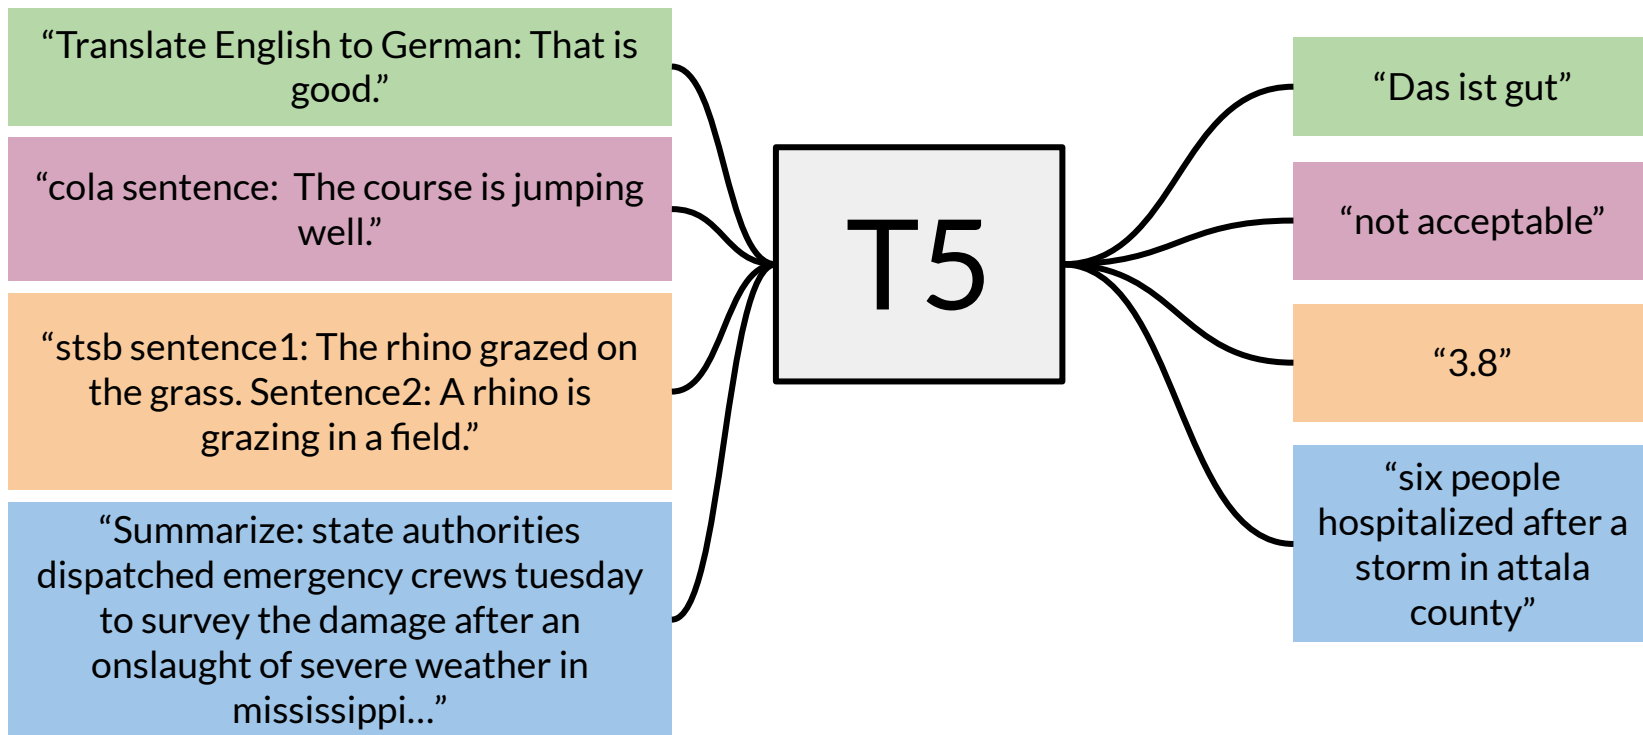 “Translate English to German: That is
good.”
“cola sentence:  The course is jumping
well.”
“stsb sentence1: The rhino grazed on
the grass. Sentence2: A rhino is
grazing in a field.”
“Summarize: state authorities
dispatched emergency crews tuesday
to survey the damage after an
onslaught of severe weather in
mississippi...”
T5
“Das ist gut”
“not acceptable”
“3.8”
“six people
hospitalized after a
storm in attala
county”